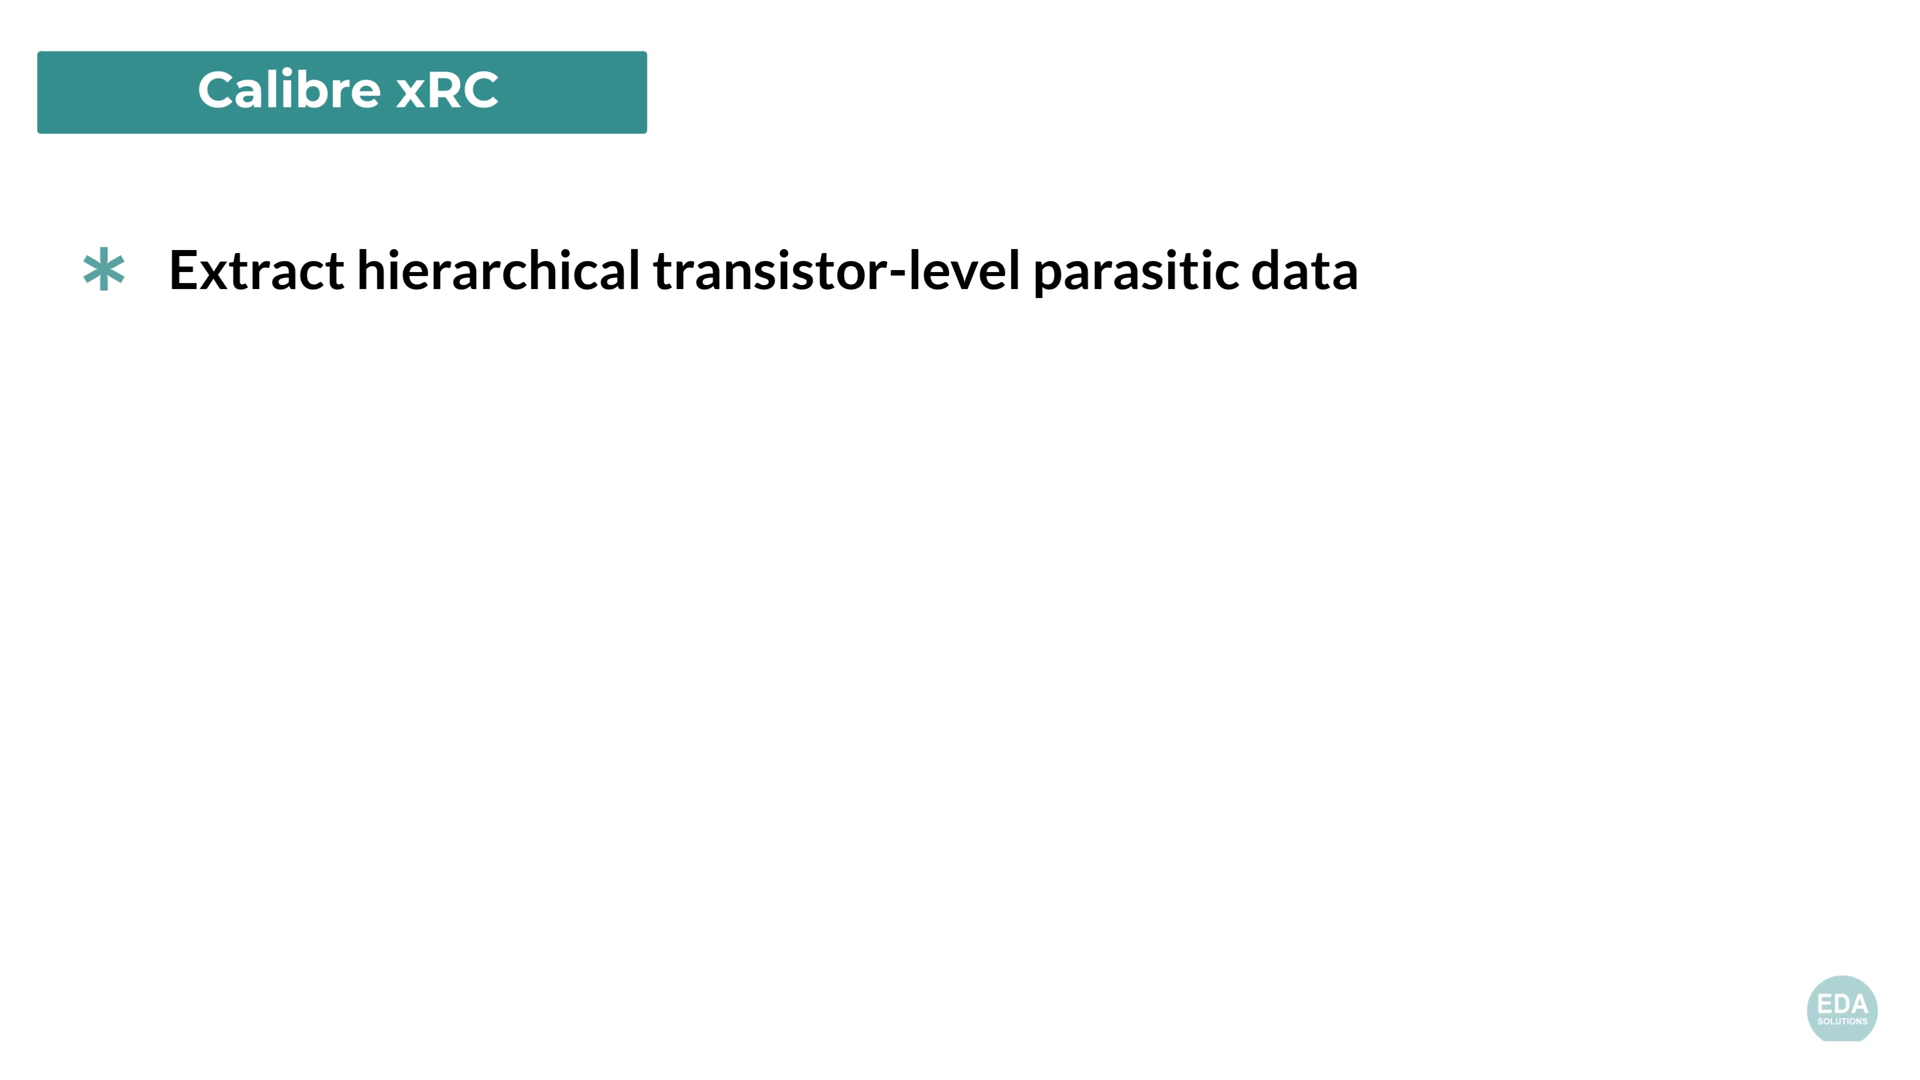 Calibre xRC
* Extract hierarchical transistor-level parasitic data
EDA
SOLUTIONS